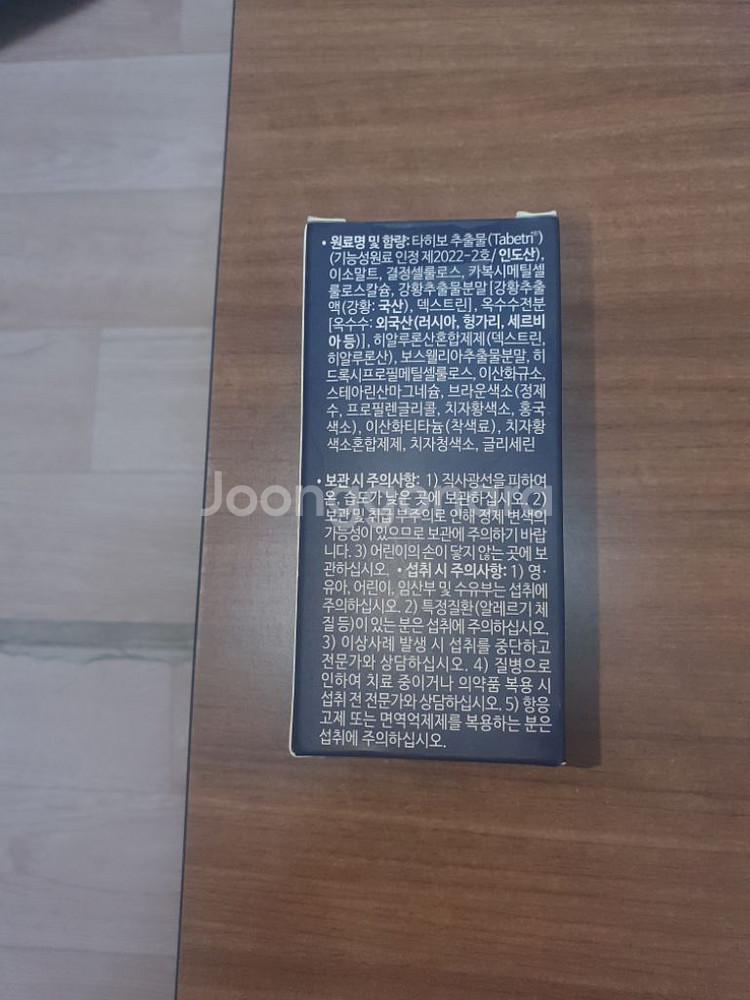 • 원료명 및 함량: 타히보 추출물(Tabetri®)
(기능성원료 인정 제2022-2호/인도산),
이소말트, 결정셀룰로스, 카복시메틸셀
룰로스칼슘, 강황추출물분말 [강황추출
액(강황: 국산), 덱스트린], 옥수수전분
[옥수수: 외국산(러시아, 헝가리, 세르비
아 등)], 히알루론산혼합제제(덱스트린,
히알루론산), 보스웰리아추출물분말, 히
드록시프로필메틸셀룰로스, 이산화규소,
스테아린산마그네슘, 브라운색소(정제
수, 프로필렌글리콜, 치자황색소, 홍국
색소), 이산화티타늄(착색료), 치자황
색소혼합제제, 치자청색소, 글리세린
• 보관 시 주의사항: 1) 직사광선을 피하여
온, 습도가 낮은 곳에 보관하십시오. 2)
보관 및 취급 부주의로 인해 정제 변색의
가능성이 있으므로 보관에 주의하기 바랍
니다. 3) 어린이의 손이 닿지 않는 곳에 보
관하십시오. • 섭취 시 주의사항: 1) 영·
유아, 어린이, 임산부 및 수유부는 섭취에
주의하십시오. 2) 특정질환(알레르기 체
질 등)이 있는 분은 섭취에 주의하십시오.
3) 이상사례 발생 시 섭취를 중단하고
전문가와 상담하십시오. 4) 질병으로
인하여 치료 중이거나 의약품 복용 시
섭취 전 전문가와 상담하십시오. 5) 항응
고제 또는 면역억제제를 복용하는 분은
섭취에 주의하십시오.
Joonggonara